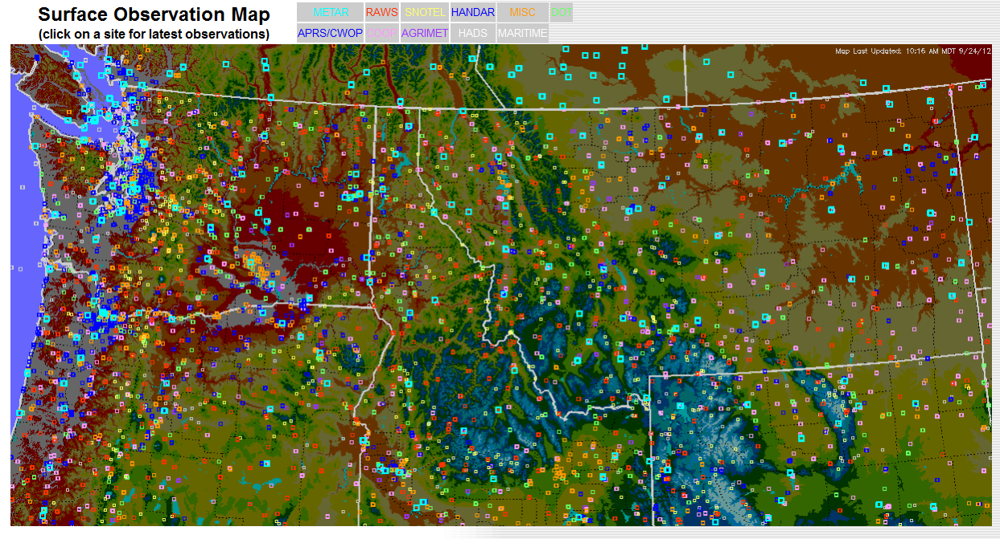 Surface Observation Map
(click on a site for latest observations)
METAR RAWS SNOTEL HANDAR MISC DOT
APRS/CWOP COOP AGRIMET HADS MARITIME
Map Last Updated: 10:16 AM MDT 9/24/12